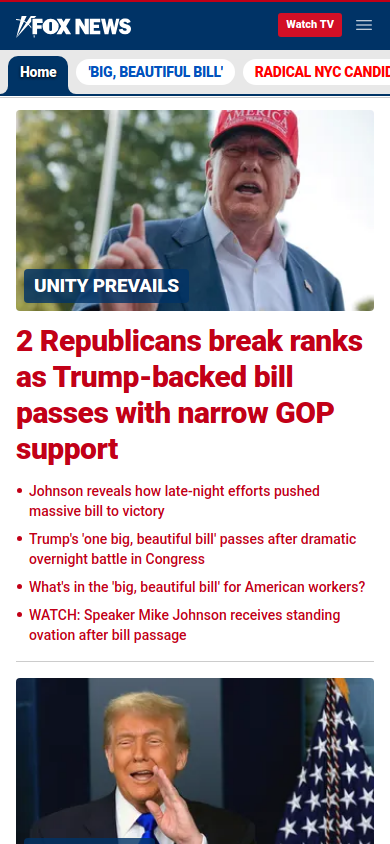 FOX NEWS
Watch TV
Home
'BIG, BEAUTIFUL BILL'
RADICAL NYC CANDID
AMERICA
UNITY PREVAILS
2 Republicans break ranks
as Trump-backed bill
passes with narrow GOP
support
• Johnson reveals how late-night efforts pushed
massive bill to victory
• Trump's 'one big, beautiful bill' passes after dramatic
overnight battle in Congress
• What's in the 'big, beautiful bill' for American workers?
• WATCH: Speaker Mike Johnson receives standing
ovation after bill passage